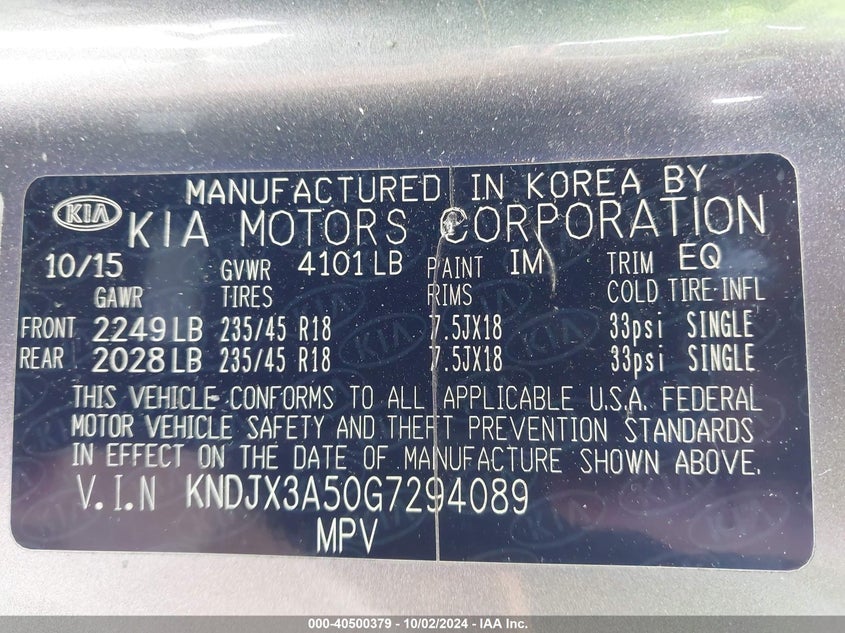 MANUFACTURED IN KOREA BY
KIA KIA MOTORS CORPORATION
10/15 GVWR 4101 LB PAINT IM TRIM EQ
GAWR TIRES RIMS COLD TIRE INFL
FRONT 2249 LB 235/45 R18 7.5JX18 33psi SINGLE
REAR 2028 LB 235/45 R18 7.5JX18 33psi SINGLE
THIS VEHICLE CONFORMS TO ALL APPLICABLE U.S.A. FEDERAL
MOTOR VEHICLE SAFETY AND THEFT PREVENTION STANDARDS
IN EFFECT ON THE DATE OF MANUFACTURE SHOWN ABOVE.
V.I.N KNDJX3A50G7294089
MPV
000-40500379 - 10/02/2024 - IAA Inc.